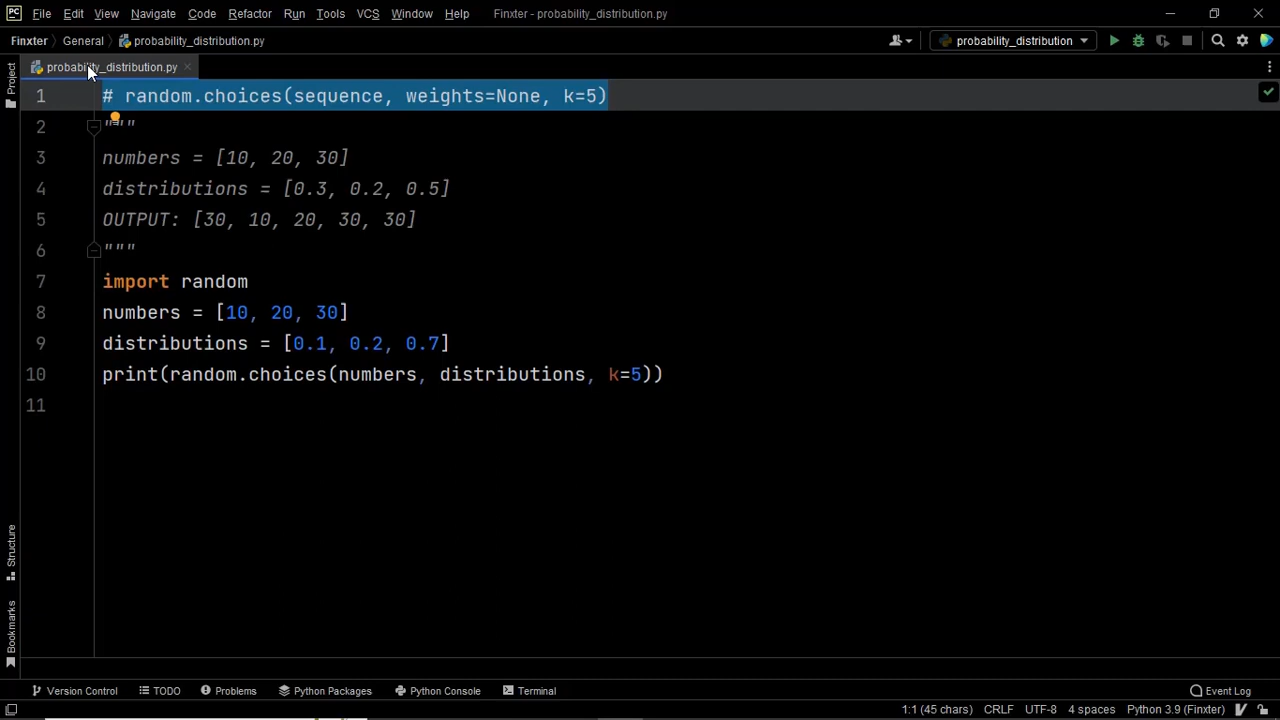 PC File Edit View Navigate Code Refactor Run Tools VCS Window Help Finxter - probability_distribution.py
Finxter General probability_distribution.py probability_distribution
probability_distribution.py
Project
1 # random.choices(sequence, weights=None, k=5)
2 """
3 numbers = [10, 20, 30]
4 distributions = [0.3, 0.2, 0.5]
5 OUTPUT: [30, 10, 20, 30, 30]
6 """
7 import random
8 numbers = [10, 20, 30]
9 distributions = [0.1, 0.2, 0.7]
10 print(random.choices(numbers, distributions, k=5))
11
Structure
Bookmarks
Version Control TODO Problems Python Packages Python Console Terminal Event Log
1:1 (45 chars) CRLF UTF-8 4 spaces Python 3.9 (Finxter)